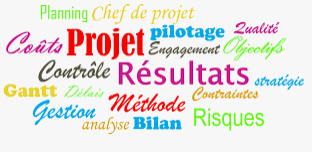 Planning Chef de projet
Coûts Projet pilotage Qualité
Engagement Objectifs
Contrôle Résultats stratégie
Gantt Délais Méthode Contraintes
Gestion analyse Bilan Risques